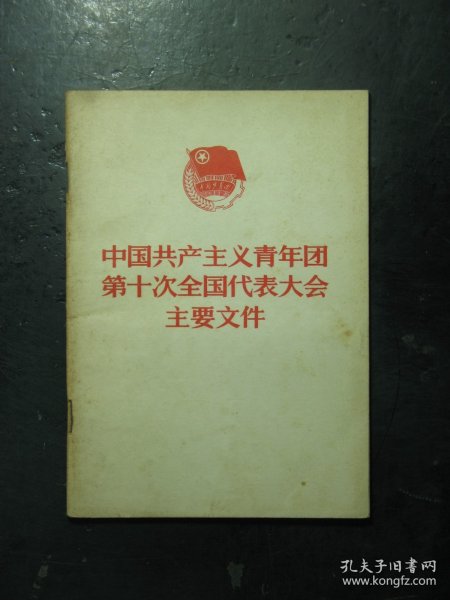 中国共产主义青年团
第十次全国代表大会
主要文件
孔夫子旧书网
www.kongfz.com